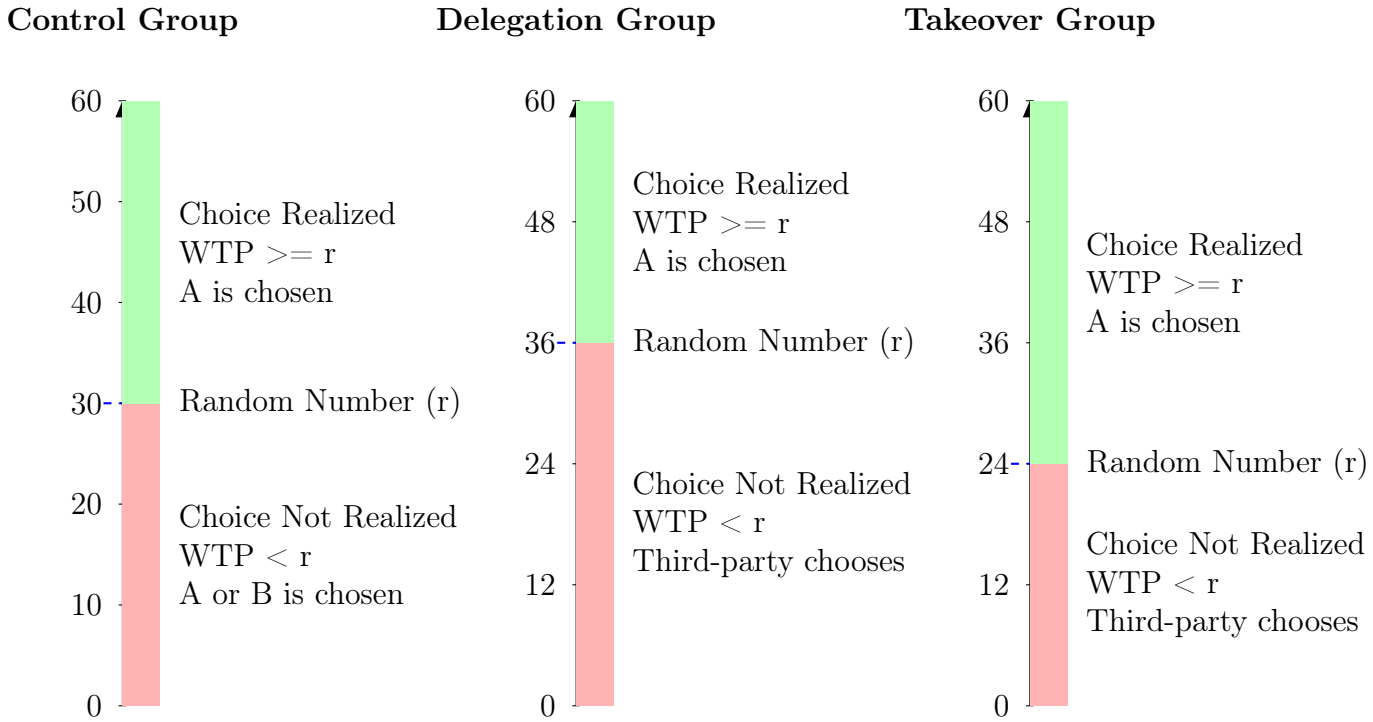 Control Group
60
50
40
30
20
10
0
Choice Realized
WTP >= r
A is chosen
Random Number (r)
Choice Not Realized
WTP < r
A or B is chosen
Delegation Group
60
48
36
24
12
0
Choice Realized
WTP >= r
A is chosen
Random Number (r)
Choice Not Realized
WTP < r
Third-party chooses
Takeover Group
60
48
36
24
12
0
Choice Realized
WTP >= r
A is chosen
Random Number (r)
Choice Not Realized
WTP < r
Third-party chooses